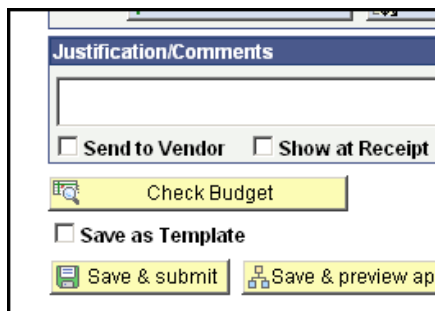 Justification/Comments
Send to Vendor Show at Receipt
Check Budget
Save as Template
Save & submit Save & preview ap